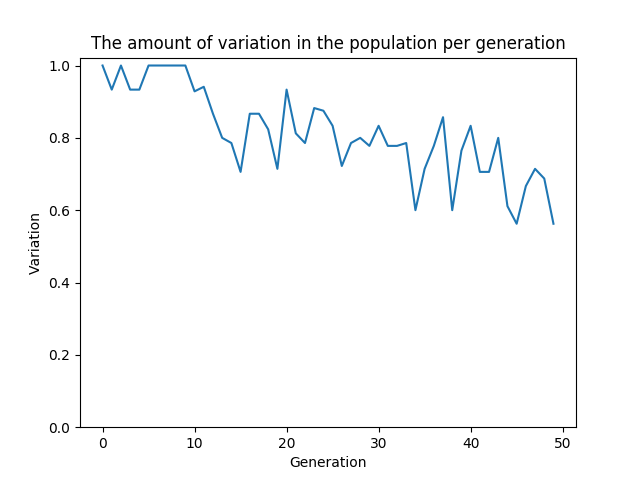 The amount of variation in the population per generation
1.0
0.8
0.6
0.4
0.2
0.0
Variation
0 10 20 30 40 50
Generation